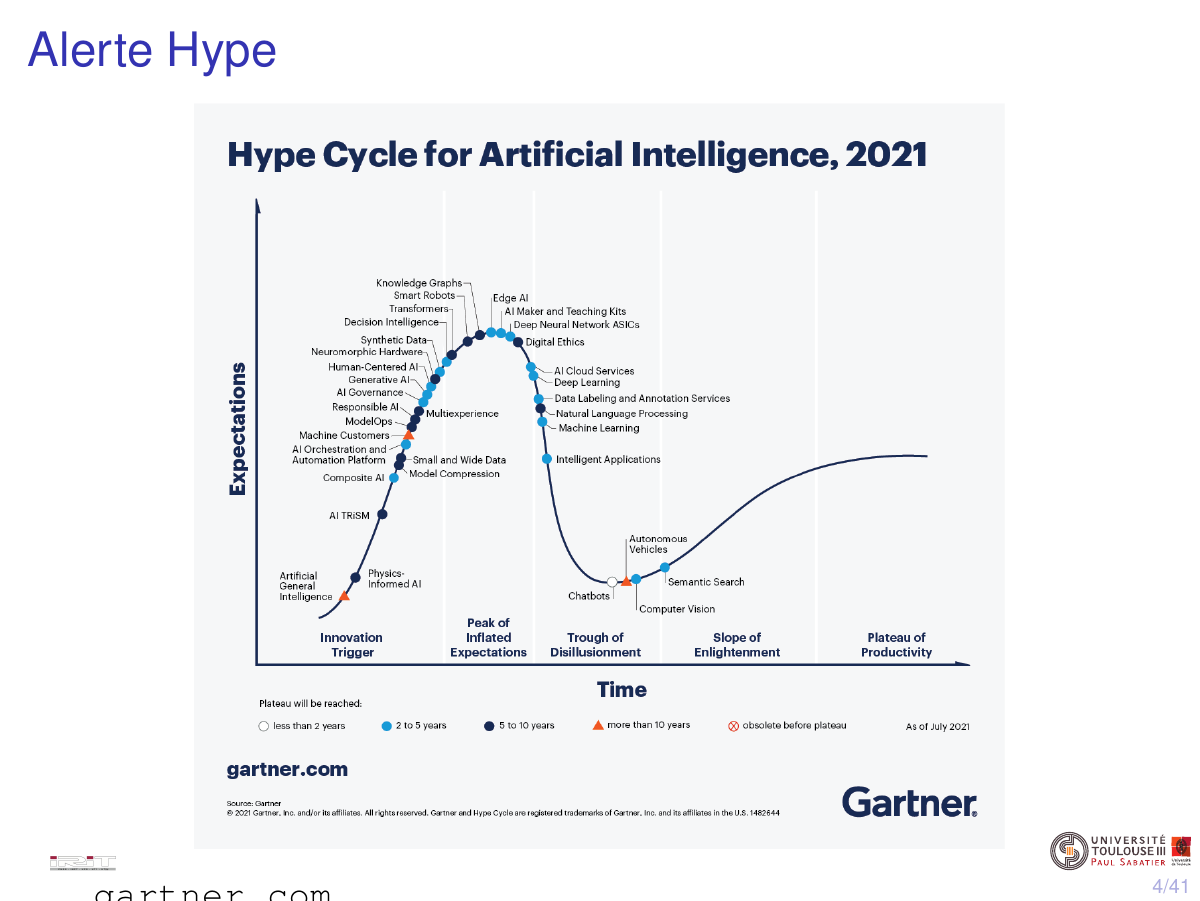 Alerte Hype
Hype Cycle for Artificial Intelligence, 2021
Expectations
Knowledge Graphs
Smart Robots
Transformers
Decision Intelligence
Synthetic Data
Neuromorphic Hardware
Human-Centered AI
Generative AI
AI Governance
Responsible AI
Multiexperience
ModelOps
Machine Customers
AI Orchestration and
Automation Platform
Small and Wide Data
Model Compression
Composite AI
AI TRiSM
Physics-
Informed AI
Artificial
General
Intelligence
Edge AI
AI Maker and Teaching Kits
Deep Neural Network ASICs
Digital Ethics
AI Cloud Services
Deep Learning
Data Labeling and Annotation Services
Natural Language Processing
Machine Learning
Intelligent Applications
Autonomous
Vehicles
Chatbots
Semantic Search
Computer Vision
Innovation
Trigger
Peak of
Inflated
Expectations
Trough of
Disillusionment
Slope of
Enlightenment
Plateau of
Productivity
Time
Plateau will be reached:
less than 2 years
2 to 5 years
5 to 10 years
more than 10 years
obsolete before plateau
As of July 2021
gartner.com
Source: Gartner
© 2021 Gartner, Inc. and/or its affiliates. All rights reserved. Gartner and Hype Cycle are registered trademarks of Gartner, Inc. and its affiliates in the U.S. 1482644
Gartner®
IRIT
UNIVERSITÉ
TOULOUSE III
PAUL SABATIER
gartner.com
4/41